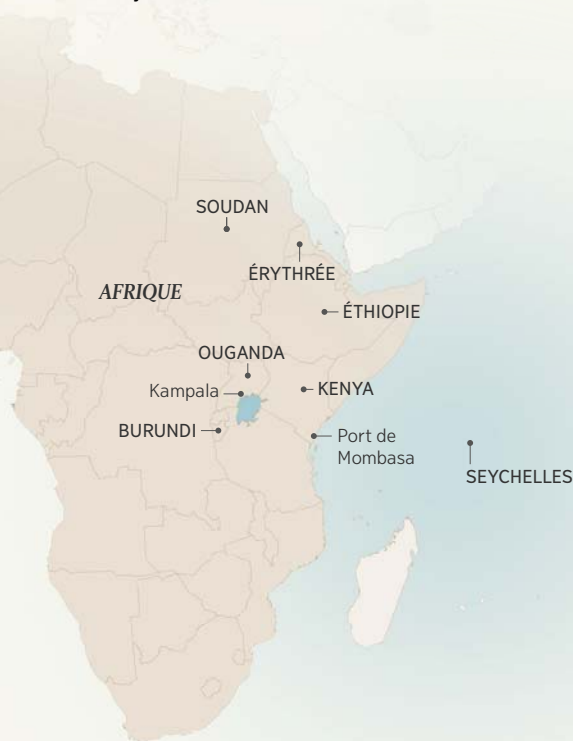 SOUDAN
ÉRYTHRÉE
AFRIQUE
ÉTHIOPIE
OUGANDA
Kampala
KENYA
BURUNDI
Port de
Mombasa
SEYCHELLES